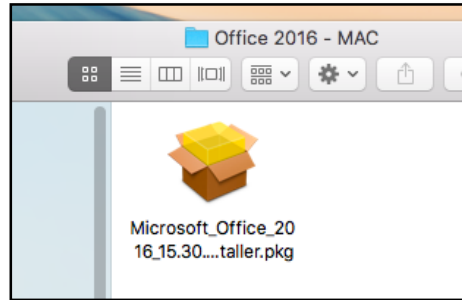 Office 2016 - MAC
Microsoft_Office_20
16_15.30....taller.pkg